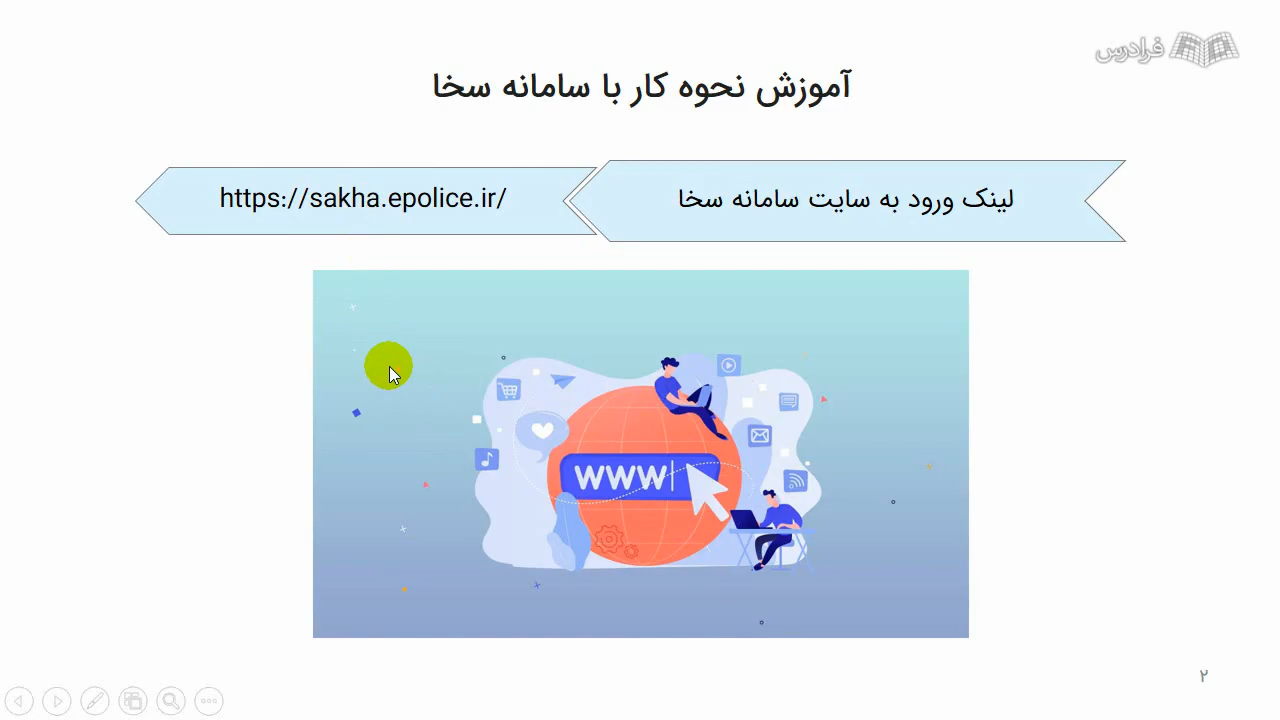 فرادرس
آموزش نحوه کار با سامانه سخا
لینک ورود به سایت سامانه سخا
https://sakha.epolice.ir/
www
۲